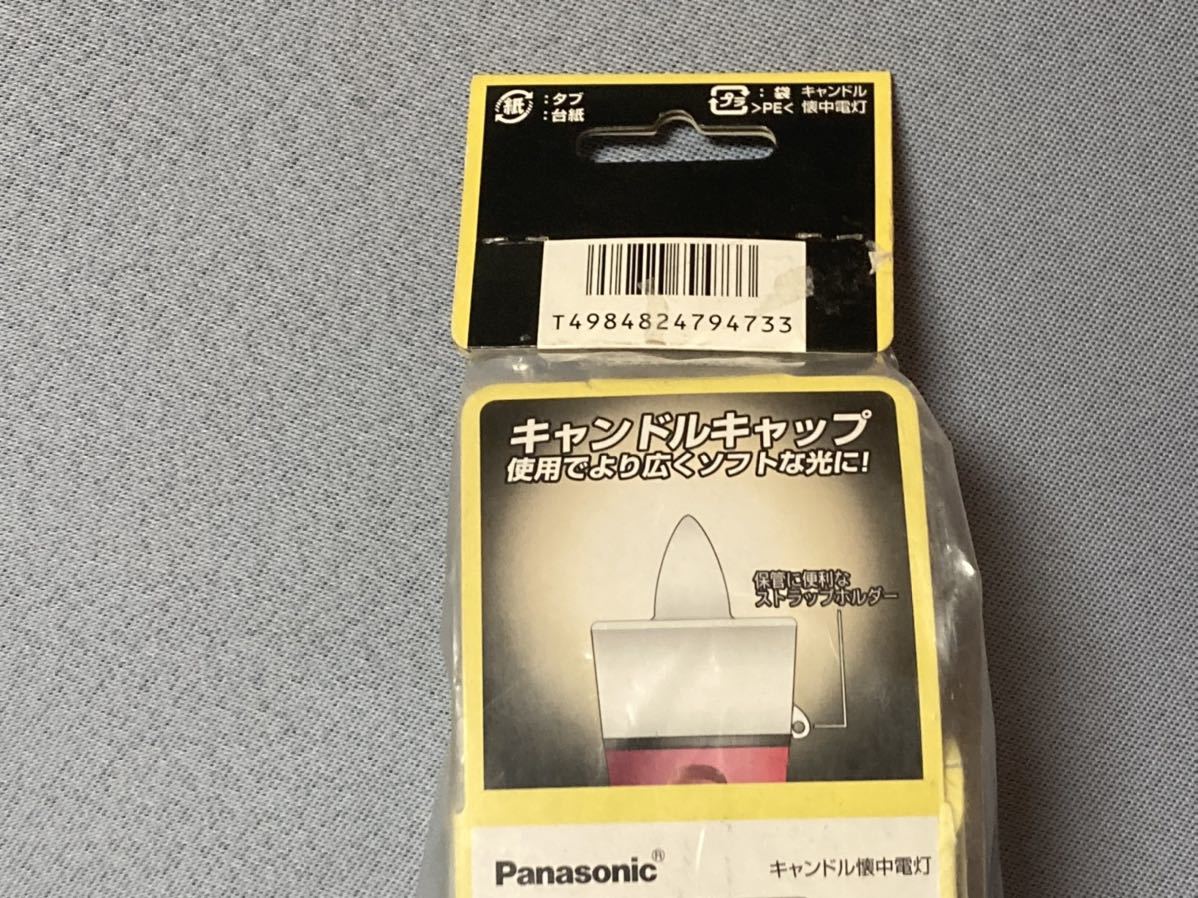 紙 : タブ
: 台紙
プラ : 袋 キャンドル
>PE< 懐中電灯
T4984824794733
キャンドルキャップ
使用でより広くソフトな光に!
保管に便利な
ストラップホルダー
Panasonic®
キャンドル懐中電灯